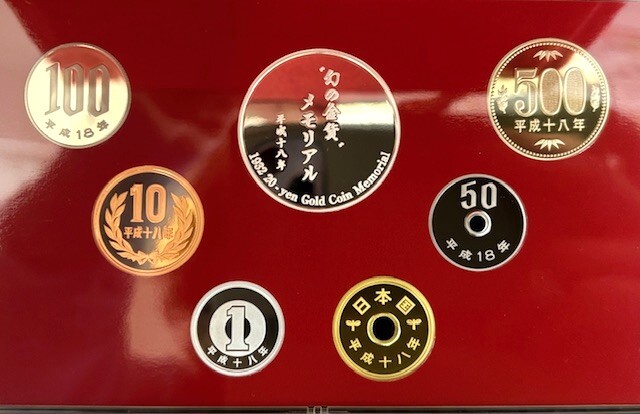 100
平成18年
"幻の金貨"
メモリアル
平成十八年
1932 20-yen Gold Coin Memorial
500
平成十八年
10
平成十八年
50
平成18年
1
平成十八年
日本国
平成十八年